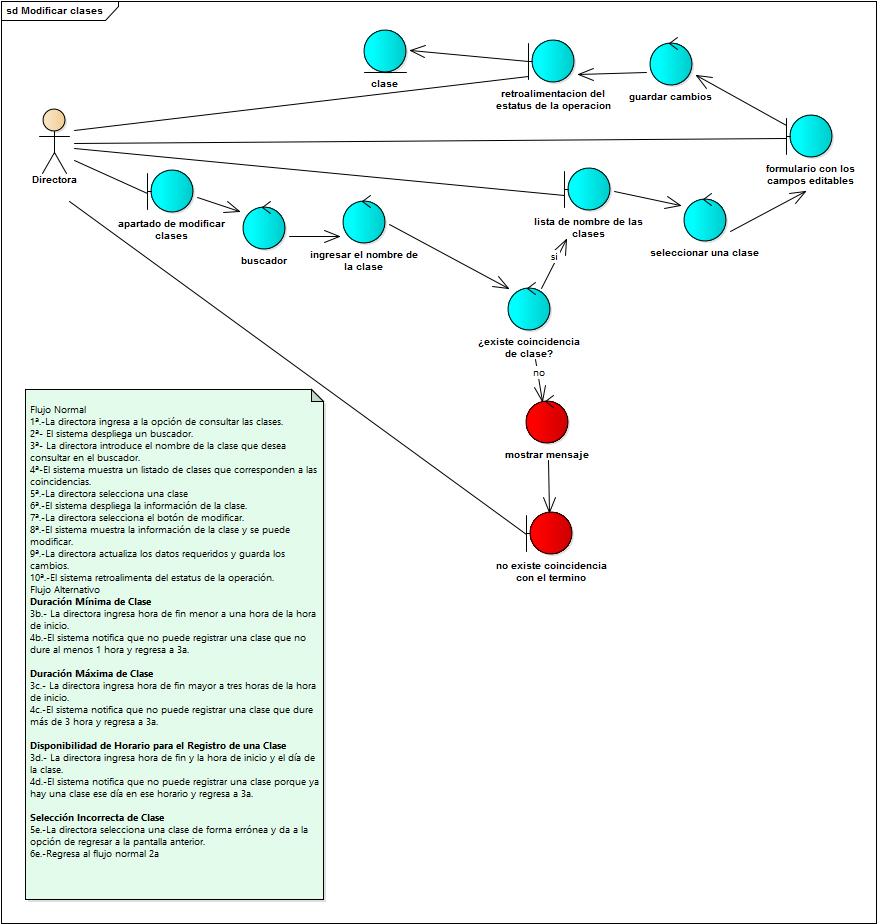 sd Modificar clases
clase
retroalimentacion del
estatus de la operacion
guardar cambios
Directora
formulario con los
campos editables
apartado de modificar
clases
buscador
ingresar el nombre de
la clase
lista de nombre de las
clases
seleccionar una clase
si
¿existe coincidencia
de clase?
no
mostrar mensaje
no existe coincidencia
con el termino
Flujo Normal
1ª.-La directora ingresa a la opción de consultar las clases.
2ª- El sistema despliega un buscador.
3ª- La directora introduce el nombre de la clase que desea
consultar en el buscador.
4ª-El sistema muestra un listado de clases que corresponden a las
coincidencias.
5ª.-La directora selecciona una clase
6ª.-El sistema despliega la información de la clase.
7ª.-La directora selecciona el botón de modificar.
8ª.-El sistema muestra la información de la clase y se puede
modificar.
9ª.-La directora actualiza los datos requeridos y guarda los
cambios.
10ª.-El sistema retroalimenta del estatus de la operación.
Flujo Alternativo
Duración Mínima de Clase
3b.- La directora ingresa hora de fin menor a una hora de la hora
de inicio.
4b.-El sistema notifica que no puede registrar una clase que no
dure al menos 1 hora y regresa a 3a.
Duración Máxima de Clase
3c.- La directora ingresa hora de fin mayor a tres horas de la hora
de inicio.
4c.-El sistema notifica que no puede registrar una clase que dure
más de 3 hora y regresa a 3a.
Disponibilidad de Horario para el Registro de una Clase
3d.- La directora ingresa hora de fin y la hora de inicio y el día de
la clase.
4d.-El sistema notifica que no puede registrar una clase porque ya
hay una clase ese día en ese horario y regresa a 3a.
Selección Incorrecta de Clase
5e.-La directora selecciona una clase de forma errónea y da a la
opción de regresar a la pantalla anterior.
6e.-Regresa al flujo normal 2a